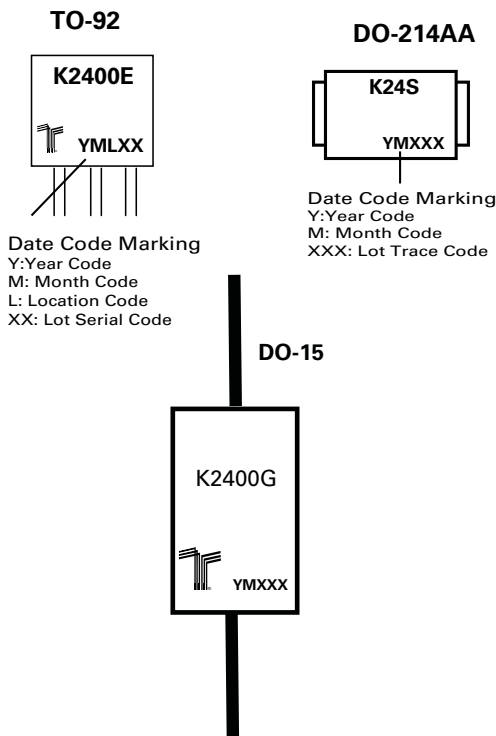 TO-92
K2400E
YMLXX
Date Code Marking
Y:Year Code
M: Month Code
L: Location Code
XX: Lot Serial Code
DO-214AA
K24S
YMXXX
Date Code Marking
Y:Year Code
M: Month Code
XXX: Lot Trace Code
DO-15
K2400G
YMXXX